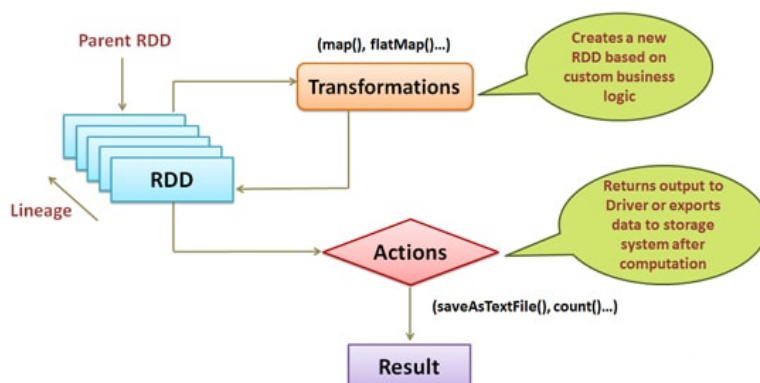 Parent RDD
(map(), flatMap()...)
Creates a new
RDD based on
custom business
logic
Transformations
RDD
Lineage
Returns output to
Driver or exports
data to storage
system after
computation
Actions
(saveAsTextFile(), count()...)
Result